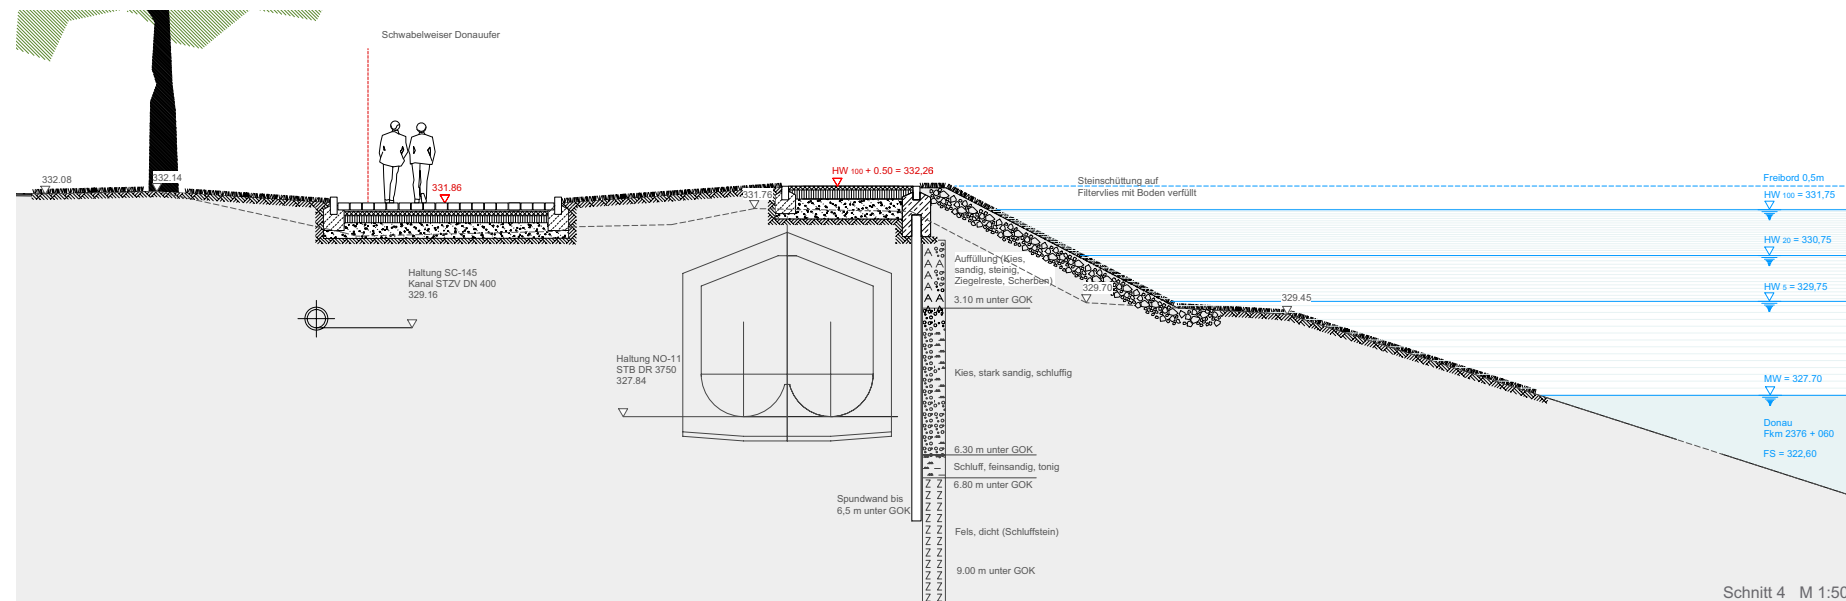 Schwabelweiser Donauufer
332.08
332.14
331.86
331.76
HW 100 + 0.50 = 332,26
Steinschüttung auf
Filtervlies mit Boden verfüllt
Freibord 0,5m
HW 100 = 331,75
HW 20 = 330,75
HW 5 = 329,75
MW = 327.70
Donau
Fkm 2376 + 060
FS = 322,60
Haltung SC-145
Kanal STZV DN 400
329.16
Haltung NO-11
STB DR 3750
327.84
Auffüllung (Kies,
sandig, steinig,
Ziegelreste, Scherben)
3.10 m unter GOK
329.70
329.45
Kies, stark sandig, schluffig
6.30 m unter GOK
Schluff, feinsandig, tonig
6.80 m unter GOK
Spundwand bis
6,5 m unter GOK
Fels, dicht (Schluffstein)
9.00 m unter GOK
Schnitt 4 M 1:50